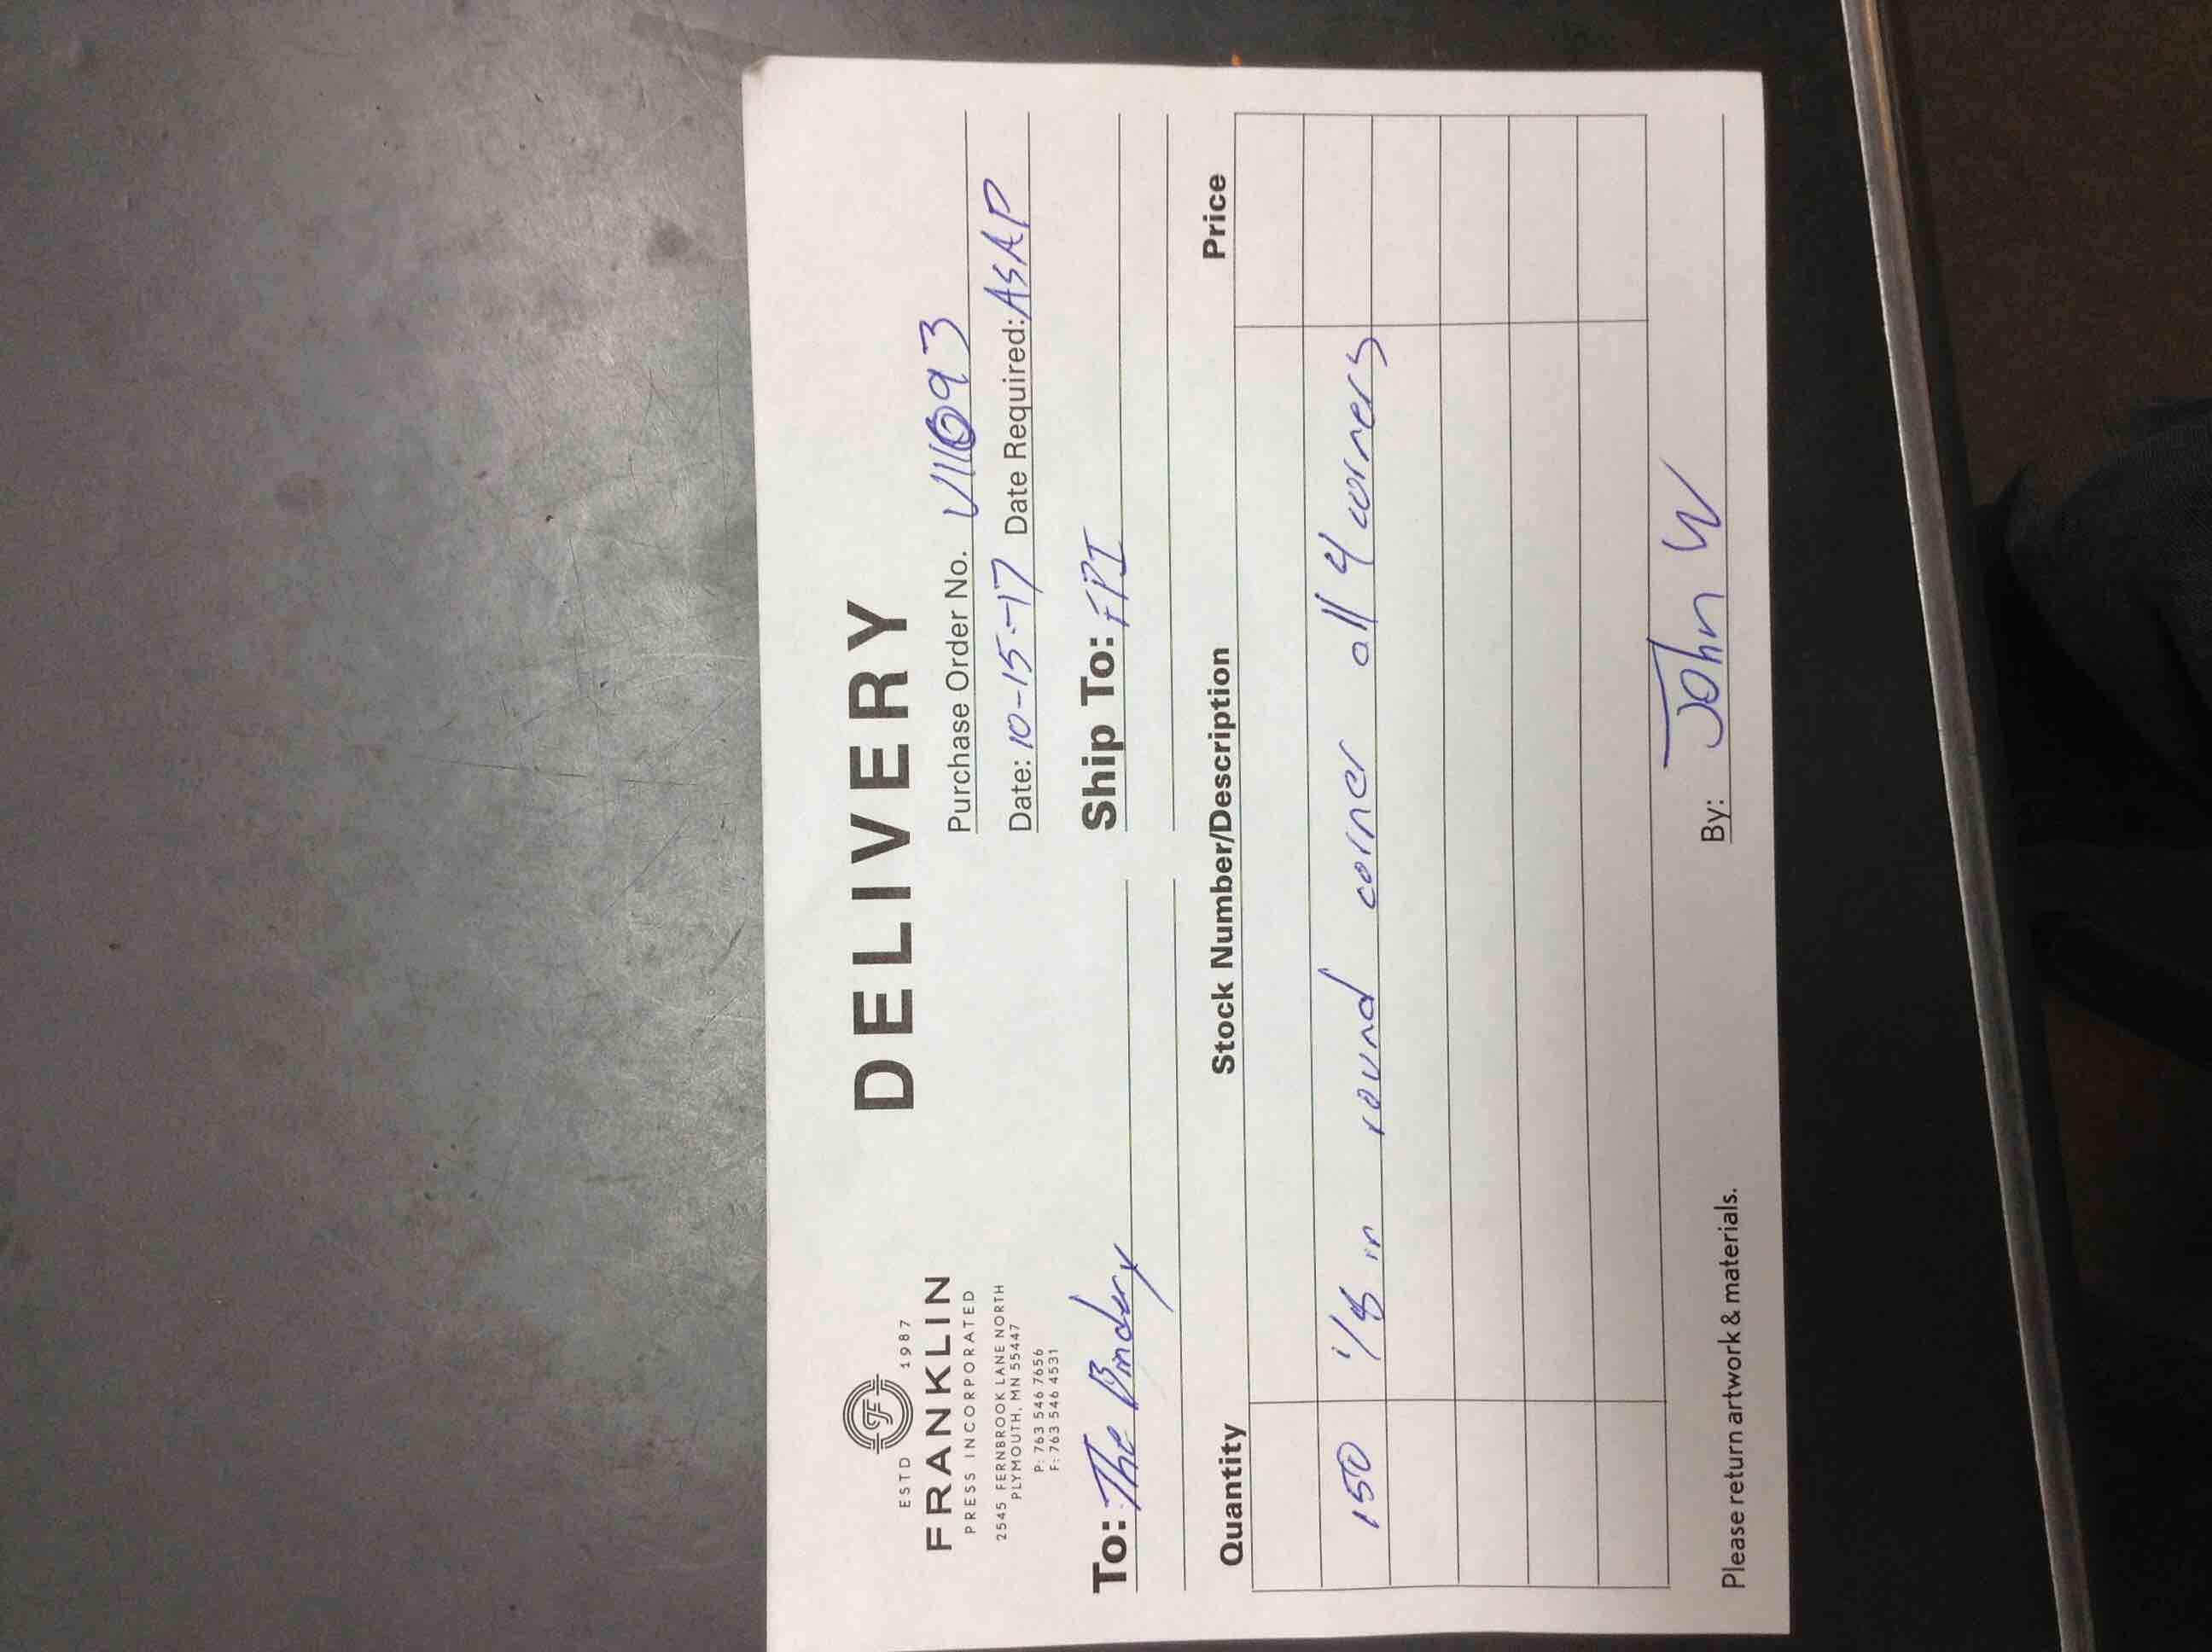 ESTD 1987
FRANKLIN
PRESS INCORPORATED
2545 FERNBROOK LANE NORTH
PLYMOUTH, MN 55447
P: 763 546 7656
F: 763 546 4531
DELIVERY
Purchase Order No.
Date: 10-15-17 Date Required: ASAP
To: The Bindery
Ship To: FPI
Quantity Stock Number/Description Price
150 1/8 in round corner all 4 corners
Please return artwork & materials.
By: John W